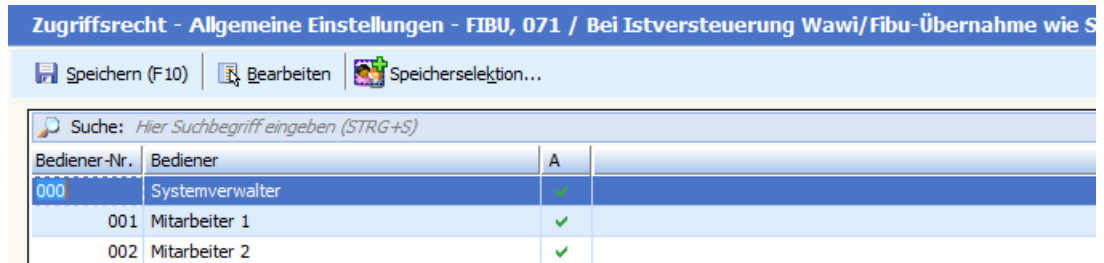 Zugriffsrecht - Allgemeine Einstellungen - FIBU, 071 / Bei Istversteuerung Wawi/Fibu-Übernahme wie S
Speichern (F10) Bearbeiten Speicherselektion...
Suche: Hier Suchbegriff eingeben (STRG+S)
Bediener-Nr. Bediener A
000 Systemverwalter
001 Mitarbeiter 1
002 Mitarbeiter 2